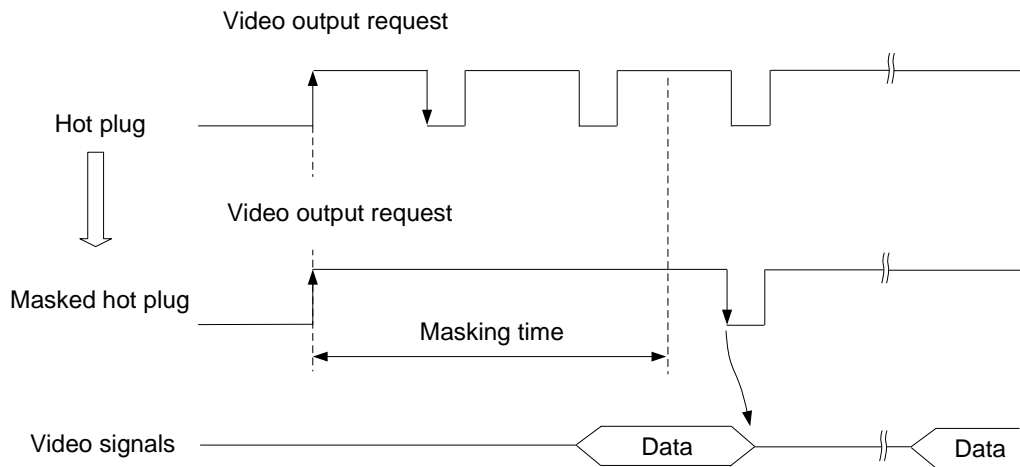 Video output request
Hot plug
Video output request
Masked hot plug
Masking time
Video signals
Data
Data